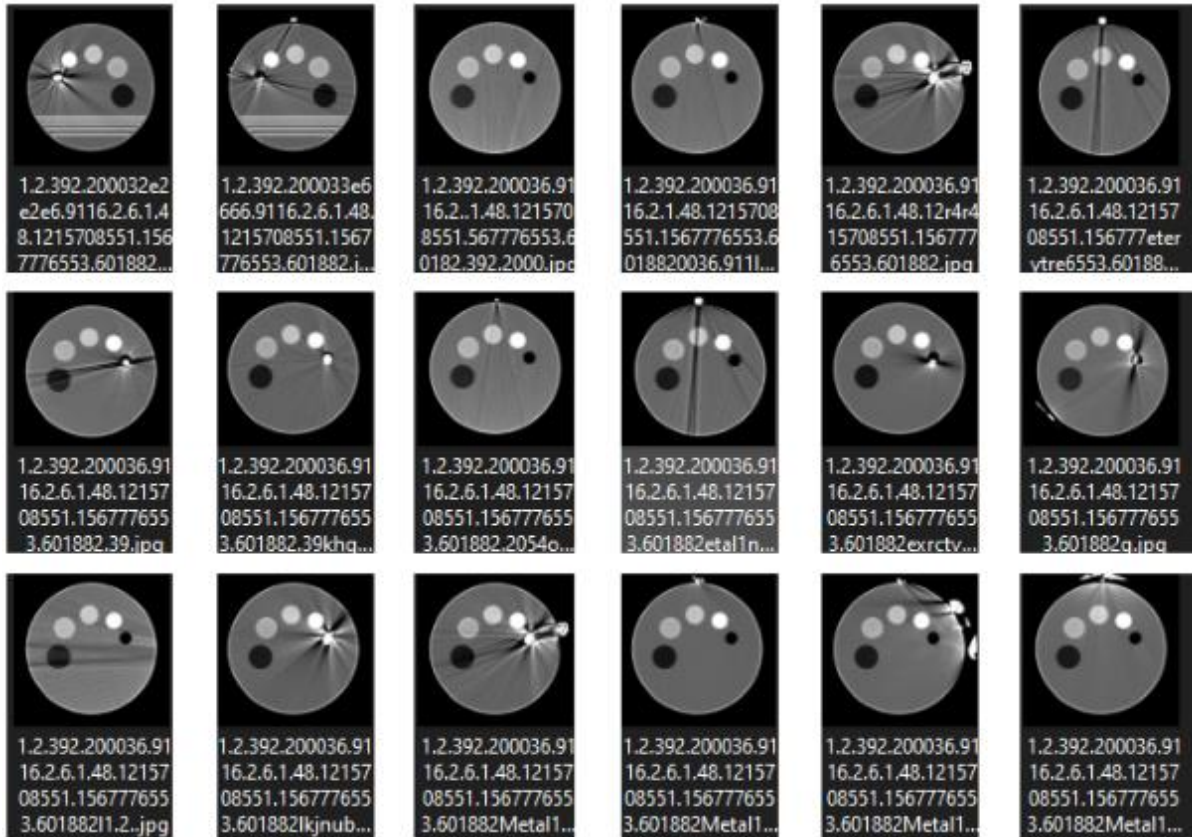 1.2.392.200032e2
e2e6.9116.2.6.1.4
8.1215708551.156
7776553.601882...
1.2.392.200033e6
666.9116.2.6.1.48.
1215708551.1567
776553.601882.j...
1.2.392.200036.91
16.2..1.48.121570
8551.567776553.6
0182.392.2000.jpg
1.2.392.200036.91
16.2.1.48.1215708
551.1567776553.6
018820036.911l...
1.2.392.200036.91
16.2.6.1.48.12r4r4
15708551.156777
6553.601882.jpg
1.2.392.200036.91
16.2.6.1.48.12157
08551.156777eter
ytre6553.60188...
1.2.392.200036.91
16.2.6.1.48.12157
08551.156777655
3.601882.39.jpg
1.2.392.200036.91
16.2.6.1.48.12157
08551.156777655
3.601882.39khg...
1.2.392.200036.91
16.2.6.1.48.12157
08551.156777655
3.601882.2054o...
1.2.392.200036.91
16.2.6.1.48.12157
08551.156777655
3.601882etal1n...
1.2.392.200036.91
16.2.6.1.48.12157
08551.156777655
3.601882exrctv...
1.2.392.200036.91
16.2.6.1.48.12157
08551.156777655
3.601882g.jpg
1.2.392.200036.91
16.2.6.1.48.12157
08551.156777655
3.601882l1.2..jpg
1.2.392.200036.91
16.2.6.1.48.12157
08551.156777655
3.601882lkjnub...
1.2.392.200036.91
16.2.6.1.48.12157
08551.156777655
3.601882Metal1...
1.2.392.200036.91
16.2.6.1.48.12157
08551.156777655
3.601882Metal1...
1.2.392.200036.91
16.2.6.1.48.12157
08551.156777655
3.601882Metal1...
1.2.392.200036.91
16.2.6.1.48.12157
08551.156777655
3.601882Metal1...